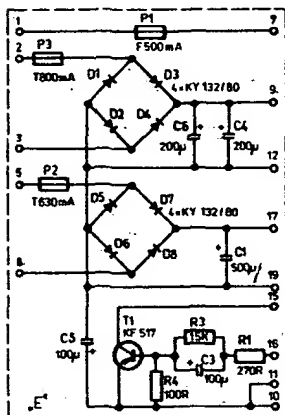 1 P1 7
F500mA
2 P3
T800mA
D1 D3
4×KY 132/80
9
D2 D4
C6 C4
200µ 200µ
3
12
5 P2
T630mA
D5 D7
4×KY 132/80
17
D6 D8
C1
500µ
8
19
15
T1
KF 517
R3
15R
R1
16
C5
100µ
C3
100µ
270R
R4
100R
11
10
„E"